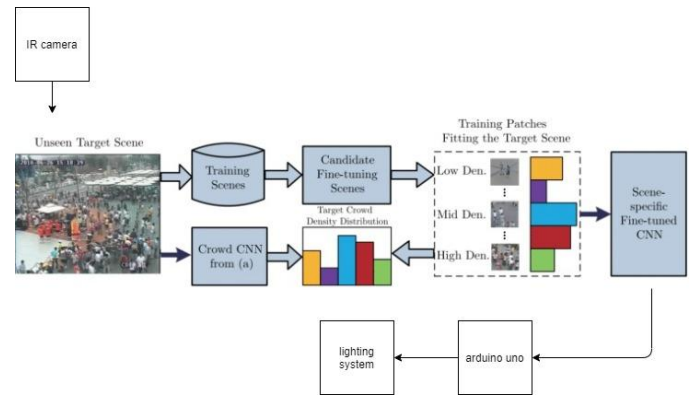 IR camera
Unseen Target Scene
Training
Scenes
Candidate
Fine-tuning
Scenes
Training Patches
Fitting the Target Scene
Low Den.
Mid Den.
High Den.
Scene-
specific
Fine-tuned
CNN
Crowd CNN
from (a)
Target Crowd
Density Distribution
lighting
system
arduino uno